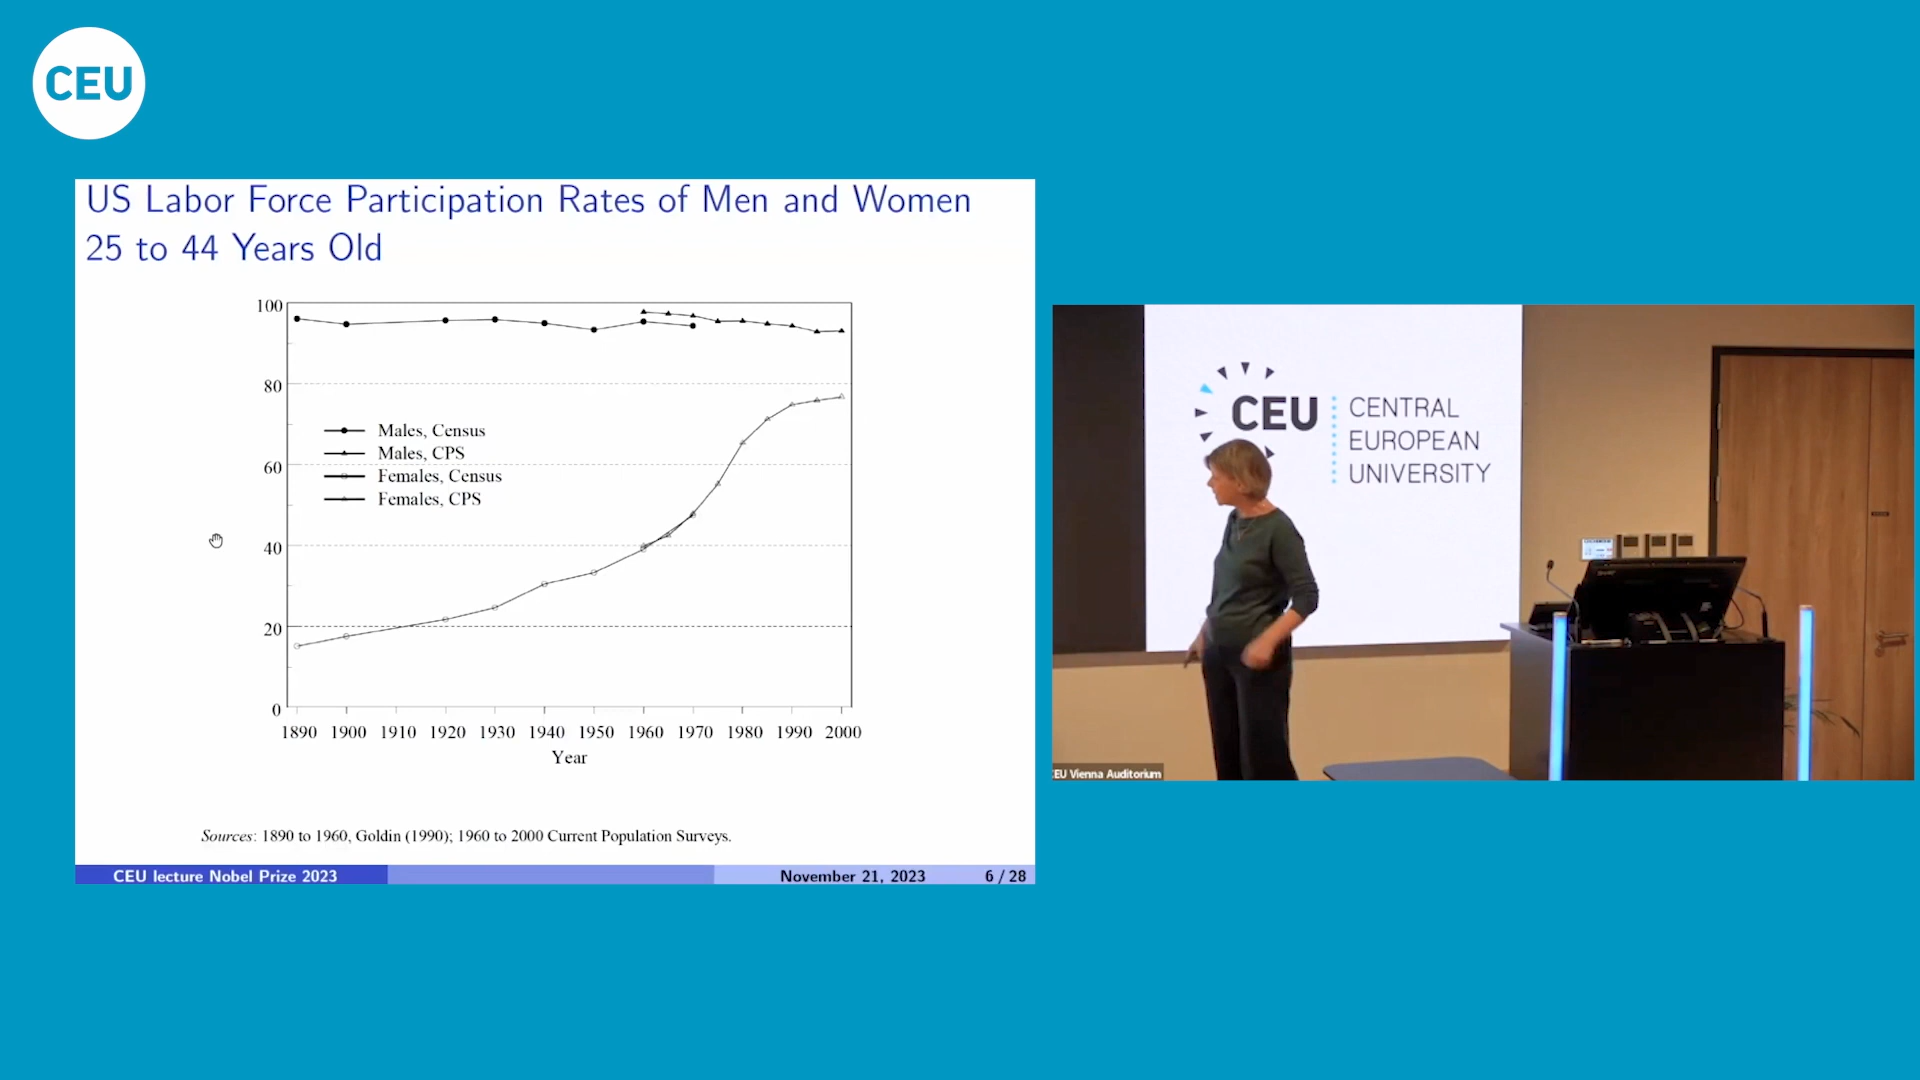 CEU
US Labor Force Participation Rates of Men and Women
25 to 44 Years Old
100
80
60
40
20
0
Males, Census
Males, CPS
Females, Census
Females, CPS
1890 1900 1910 1920 1930 1940 1950 1960 1970 1980 1990 2000
Year
Sources: 1890 to 1960, Goldin (1990); 1960 to 2000 Current Population Surveys.
CEU lecture Nobel Prize 2023
November 21, 2023
6 / 28
CEU
CENTRAL
EUROPEAN
UNIVERSITY
EU Vienna Auditorium